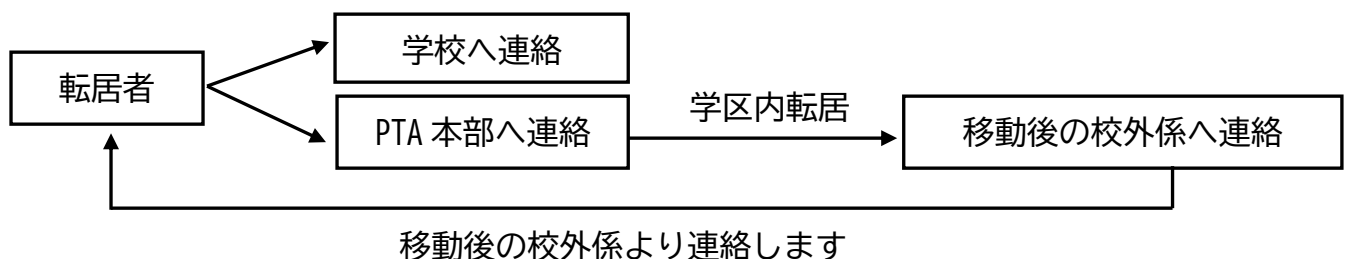 学校へ連絡
転居者
PTA 本部へ連絡
学区内転居
移動後の校外係へ連絡
移動後の校外係より連絡します